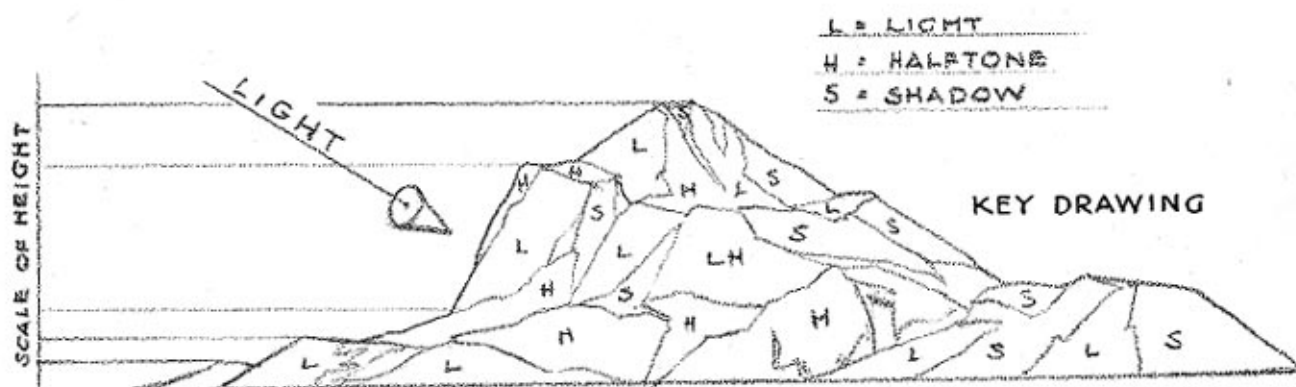 L = LIGHT
H = HALFTONE
S = SHADOW
LIGHT
SCALE OF HEIGHT
KEY DRAWING
S
L
H
H
H
L
S
S
L
L
S
S
L
L
LH
H
S
S
H
H
H
L
L
L
S
L
S